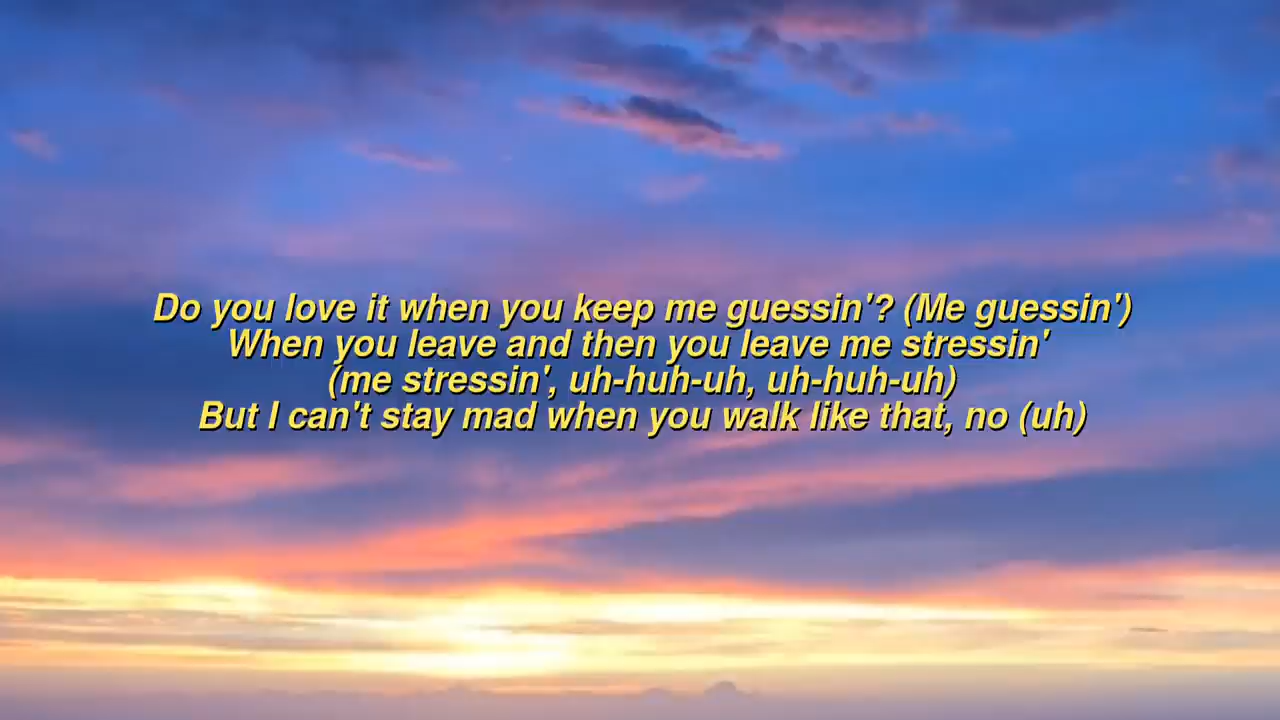 Do you love it when you keep me guessin'? (Me guessin')
When you leave and then you leave me stressin'
(me stressin', uh-huh-uh, uh-huh-uh)
But I can't stay mad when you walk like that, no (uh)